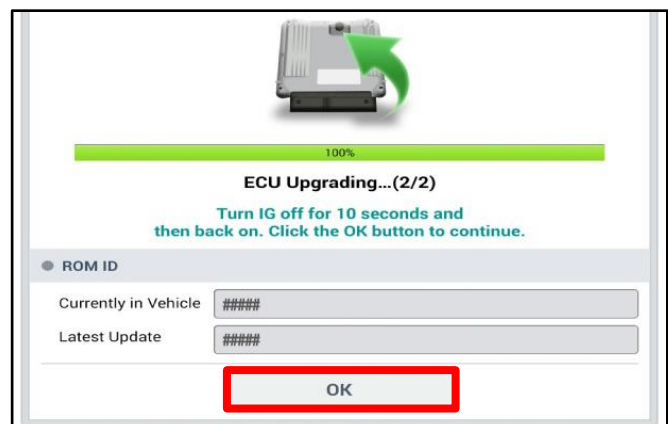 100%
ECU Upgrading...(2/2)
Turn IG off for 10 seconds and
then back on. Click the OK button to continue.
ROM ID
Currently in Vehicle #####
Latest Update #####
OK